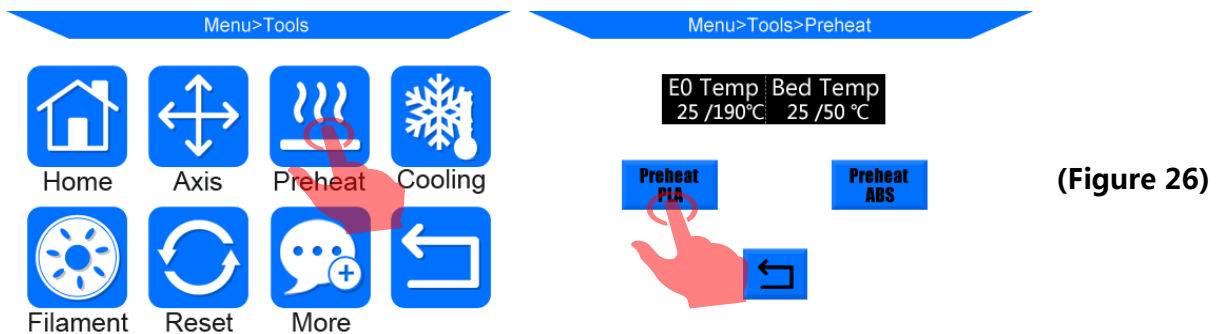 Menu>Tools
Home Axis Preheat Cooling
Filament Reset More
Menu>Tools>Preheat
E0 Temp Bed Temp
25 /190℃ 25 /50 ℃
Preheat
PLA
Preheat
ABS
(Figure 26)